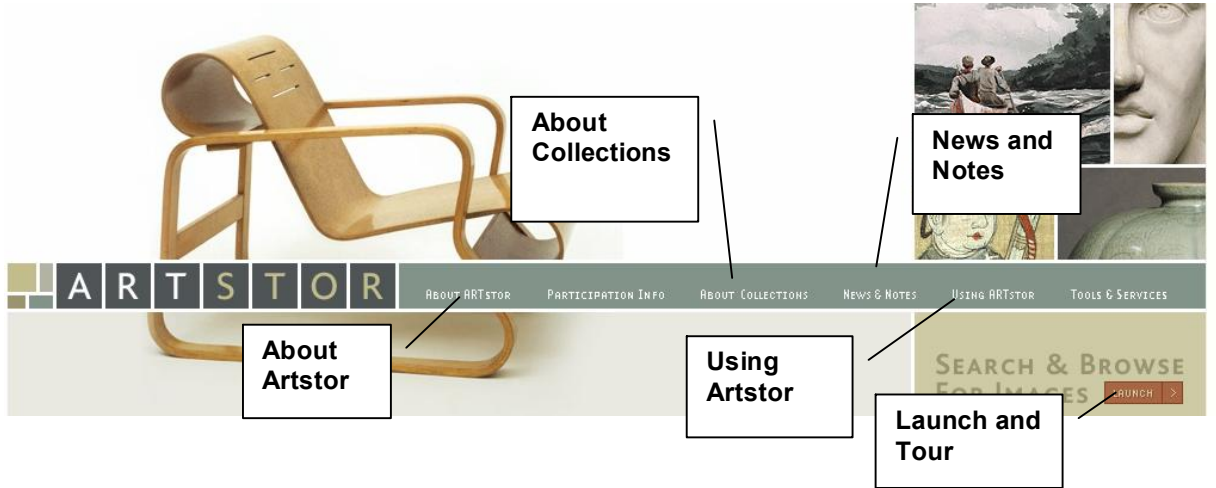 About
Collections
News and
Notes
ARTSTOR
ABOUT ARTSTOR PARTICIPATION INFO ABOUT COLLECTIONS NEWS & NOTES USING ARTSTOR TOOLS & SERVICES
About
Artstor
Using
Artstor
SEARCH & BROWSE
FOR IMAGES LAUNCH >
Launch and
Tour